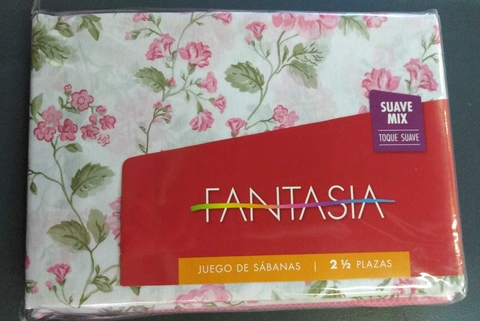 SUAVE
MIX
TOQUE SUAVE
FANTASIA
JUEGO DE SÁBANAS | 2 ½ PLAZAS